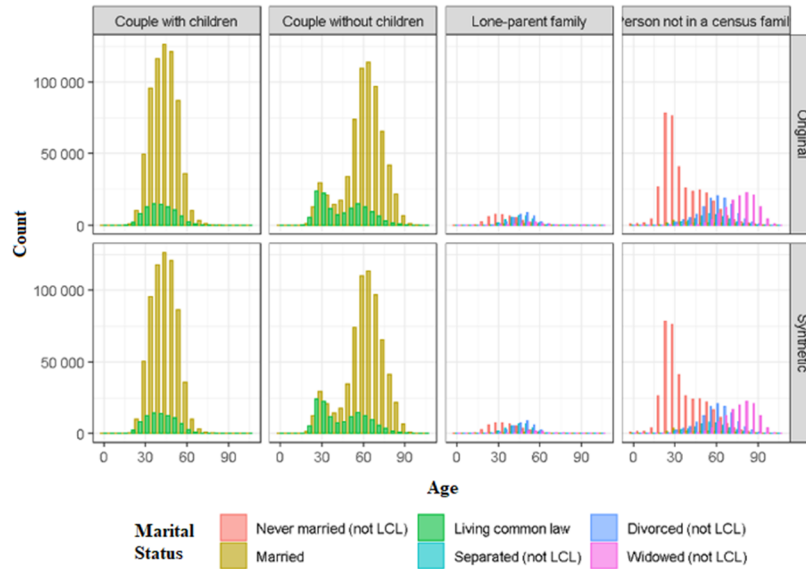 Couple with children
Couple without children
Lone-parent family
Person not in a census famil
Original
100 000
50 000
0
Count
Synthetic
100 000
50 000
0
0 30 60 90
0 30 60 90
0 30 60 90
0 30 60 90
Age
Marital
Status
Never married (not LCL)
Living common law
Divorced (not LCL)
Married
Separated (not LCL)
Widowed (not LCL)